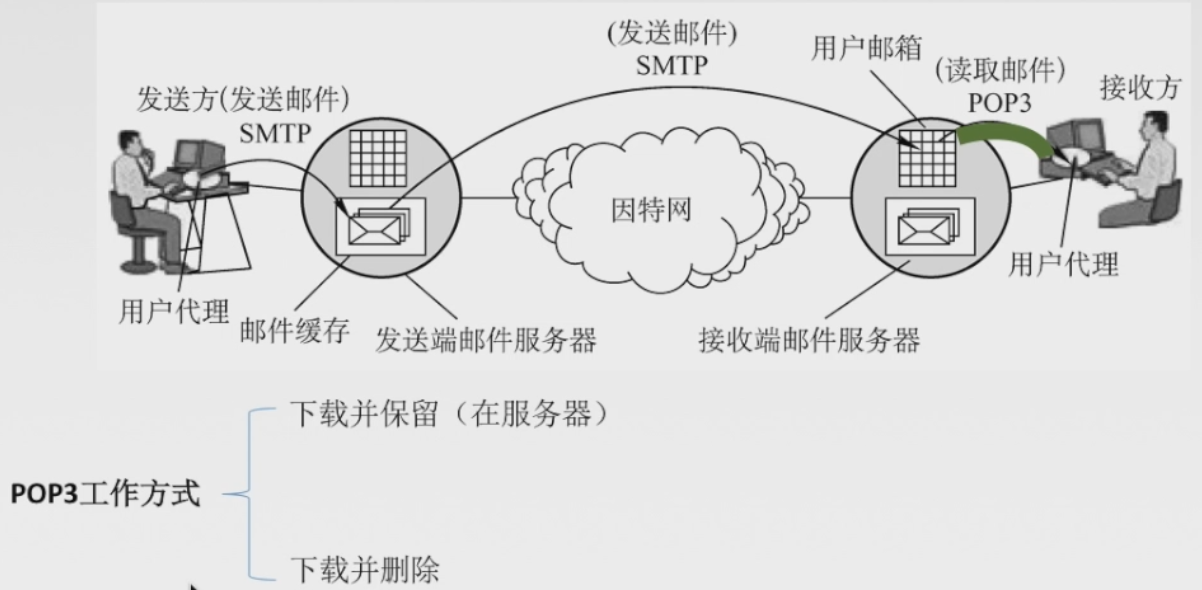 (发送邮件)
SMTP
用户邮箱
(读取邮件)
POP3
接收方
发送方(发送邮件)
SMTP
因特网
用户代理
邮件缓存
发送端邮件服务器
接收端邮件服务器
用户代理
下载并保留（在服务器）
POP3工作方式
下载并删除